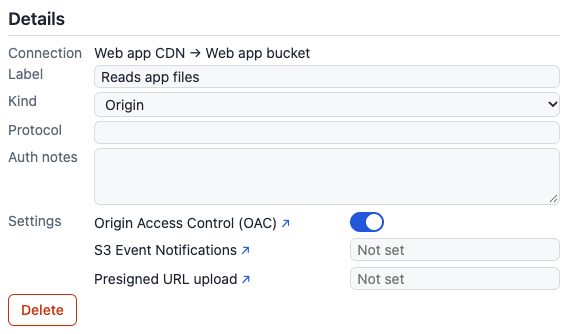 Details
Connection Web app CDN → Web app bucket
Label Reads app files
Kind Origin
Protocol
Auth notes
Settings Origin Access Control (OAC) ↗
S3 Event Notifications ↗ Not set
Presigned URL upload ↗ Not set
Delete